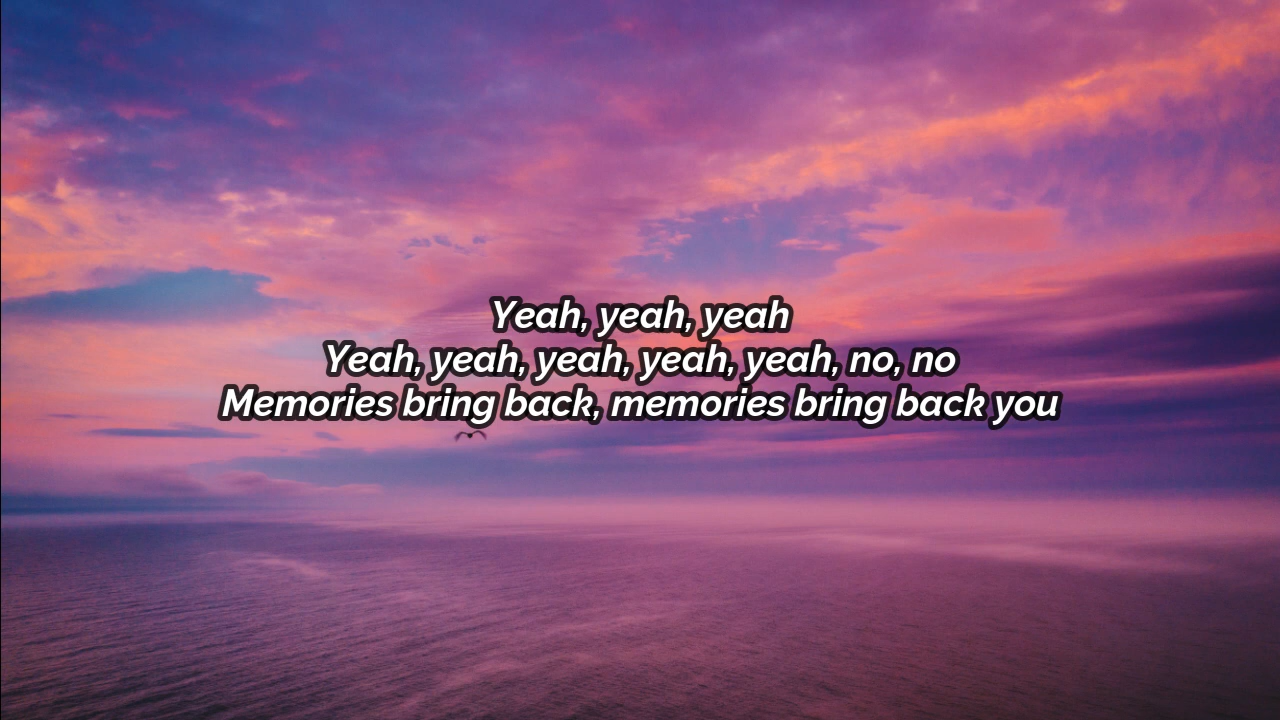 Yeah, yeah, yeah
Yeah, yeah, yeah, yeah, yeah, no, no
Memories bring back, memories bring back you